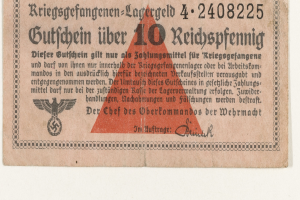 Kriegsgefangenen-Lagergeld 4·2408225
Gutschein über 10 Reichspfennig
Dieser Gutschein gilt nur als Zahlungsmittel für Kriegsgefangene
und darf von ihnen nur innerhalb der Kriegsgefangenenlager oder bei Arbeitskom-
mandos in den ausdrücklich hierfür bezeichneten Verkaufsstellen verausgabt und
entgegengenommen werden. Der Umtausch dieses Gutscheines in gesetzliche Zahlungs-
mittel darf nur bei der zuständigen Kasse der Lagerverwaltung erfolgen. Zuwider-
handlungen, Nachahmungen und Fälschungen werden bestraft.
Der Chef des Oberkommandos der Wehrmacht
Im Auftrage: